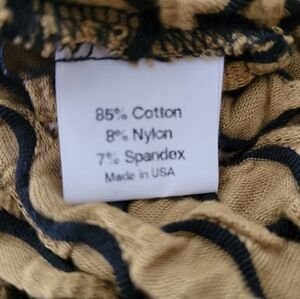 85% Cotton
8% Nylon
7% Spandex
Made in USA